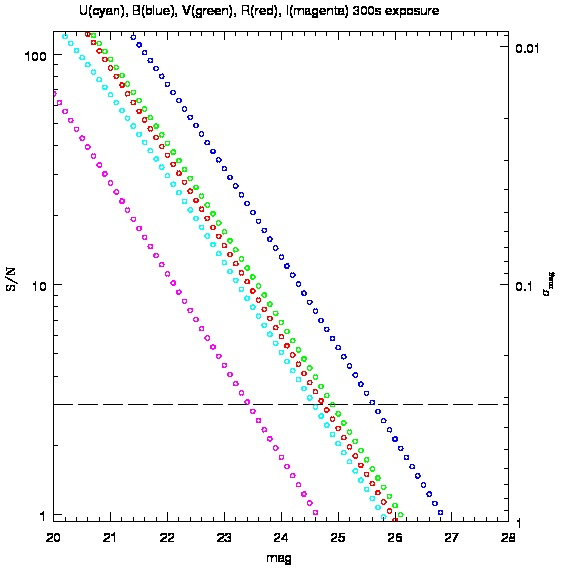 U(cyan), B(blue), V(green), R(red), I(magenta) 300s exposure
100
0.01
S/N
10
0.1
σmag
1
1
20 21 22 23 24 25 26 27 28
mag